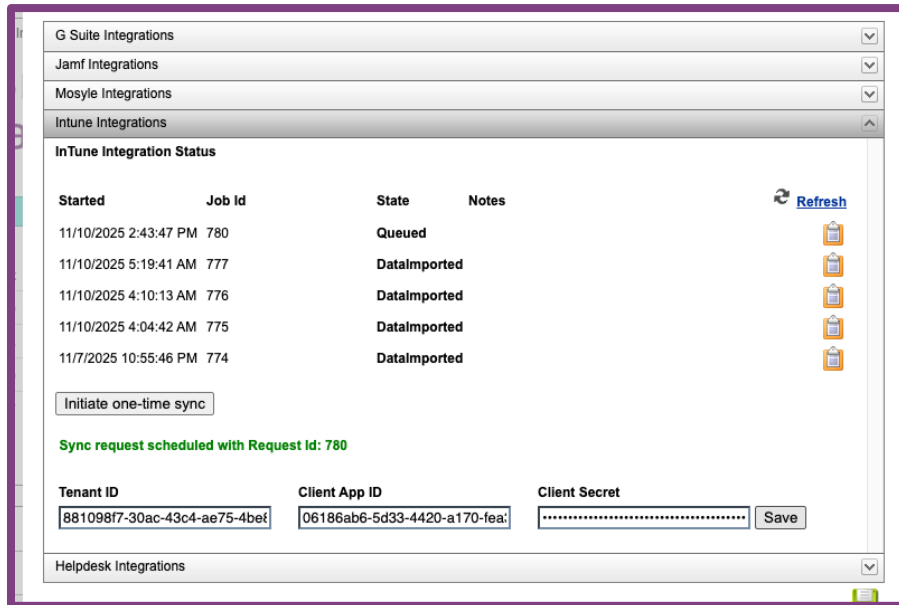 G Suite Integrations
Jamf Integrations
Mosyle Integrations
Intune Integrations
InTune Integration Status
Started Job Id State Notes Refresh
11/10/2025 2:43:47 PM 780 Queued
11/10/2025 5:19:41 AM 777 DataImported
11/10/2025 4:10:13 AM 776 DataImported
11/10/2025 4:04:42 AM 775 DataImported
11/7/2025 10:55:46 PM 774 DataImported
Initiate one-time sync
Sync request scheduled with Request Id: 780
Tenant ID Client App ID Client Secret
881098f7-30ac-43c4-ae75-4be 06186ab6-5d33-4420-a170-fea Save
Helpdesk Integrations